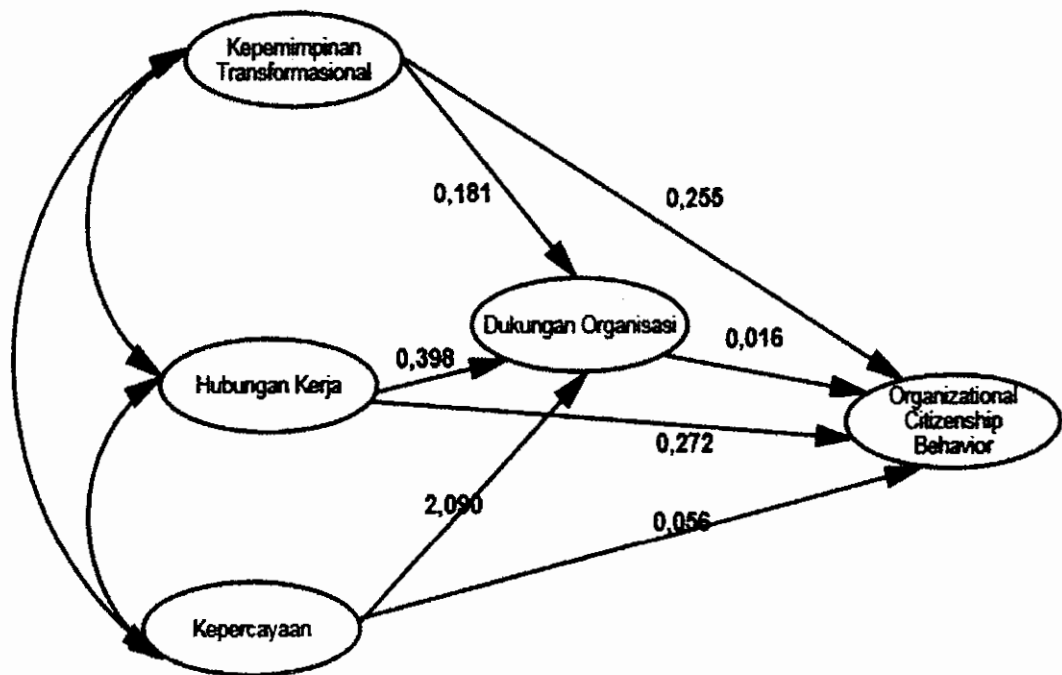 Kepemimpinan
Transformasional
0,181
0,255
Dukungan Organisasi
0,016
0,398
Hubungan Kerja
Organizational
Citizenship
Behavior
0,272
2,090
0,056
Kepercayaan